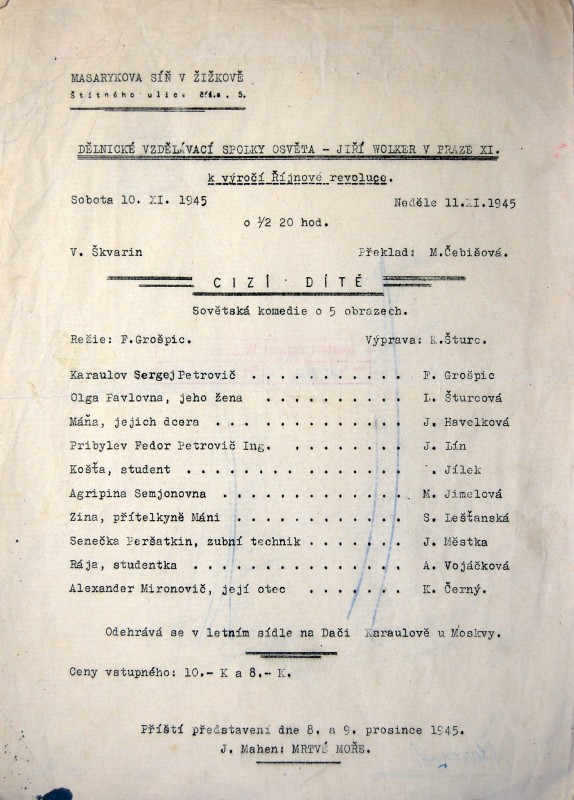 MASARYKOVA SÍŇ V ŽIŽKOVĚ
Štítného ulice čís. 5.
DĚLNICKÉ VZDĚLÁVACÍ SPOLKY OSVĚTA - JIŘÍ WOLKER V PRAZE XI.
k výročí Říjnové revoluce.
Sobota 10. XI. 1945 Neděle 11.XI.1945
o ½ 20 hod.
V. Škvarin Překlad: M.Čebišová.
CIZÍ DÍTĚ
Sovětská komedie o 5 obrazech.
Režie: F.Grošpic. Výprava: K.Šturc.
Karaulov Sergej Petrovič . . . . . . . . . . . F. Grošpic
Olga Pavlovna, jeho žena . . . . . . . . . . L. Šturcová
Máňa, jejich dcera . . . . . . . . . . . . . J. Havelková
Pribylev Fedor Petrovič Ing. . . . . . . . . J. Lín
Košťa, student . . . . . . . . . . . . . . . . Jílek
Agripina Semjonovna . . . . . . . . . . . . . M. Jimelová
Zina, přítelkyně Máni . . . . . . . . . . . . S. Lešťanská
Senečka Peršatkin, zubní technik . . . . . . . J. Městka
Rája, studentka . . . . . . . . . . . . . . . A. Vojáčková
Alexander Mironovič, její otec . . . . . . . K. Černý.
Odehrává se v letním sídle na Dači Karaulově u Moskvy.
Ceny vstupného: 10.- K a 8.- K.
Příští představení dne 8. a 9. prosince 1945.
J. Mahen: MRTVÉ MOŘE.